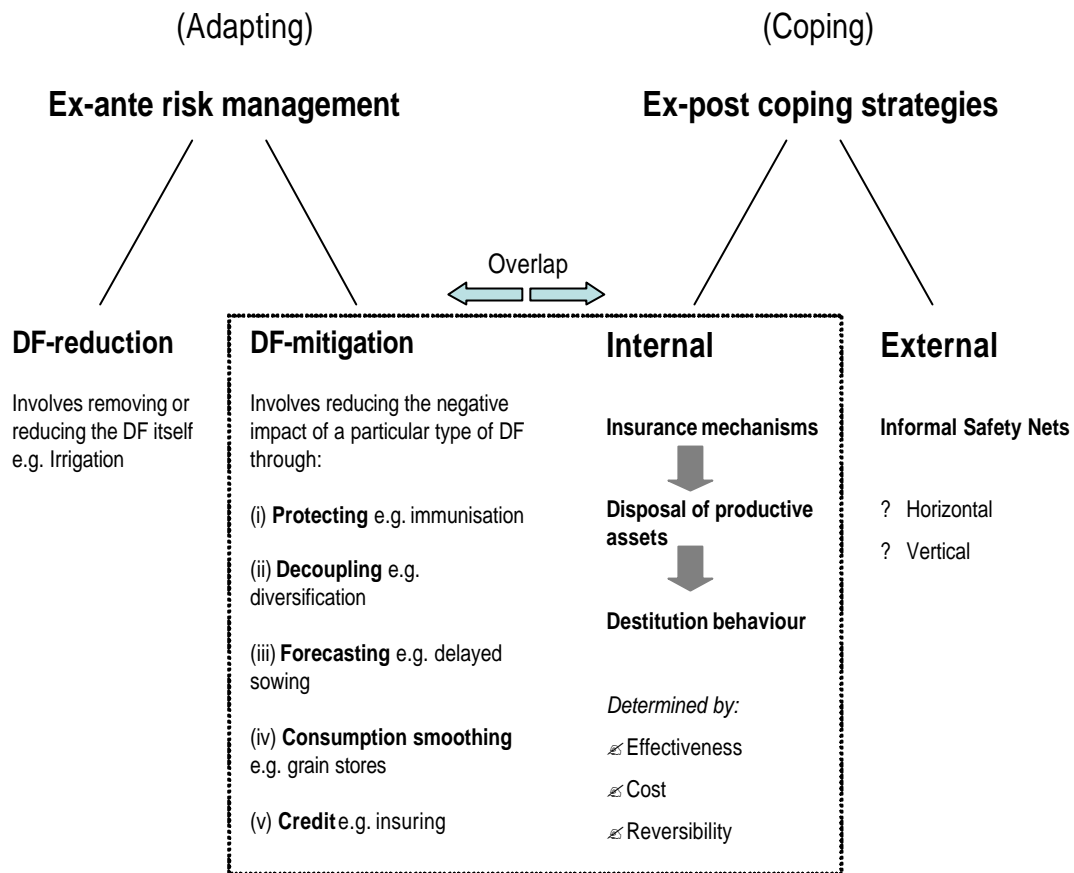 (Adapting)
(Coping)
Ex-ante risk management
Ex-post coping strategies
Overlap
DF-reduction
Involves removing or
reducing the DF itself
e.g. Irrigation
DF-mitigation
Involves reducing the negative
impact of a particular type of DF
through:
(i) Protecting e.g. immunisation
(ii) Decoupling e.g.
diversification
(iii) Forecasting e.g. delayed
sowing
(iv) Consumption smoothing
e.g. grain stores
(v) Credit e.g. insuring
Internal
Insurance mechanisms
Disposal of productive
assets
Destitution behaviour
Determined by:
Effectiveness
Cost
Reversibility
External
Informal Safety Nets
? Horizontal
? Vertical